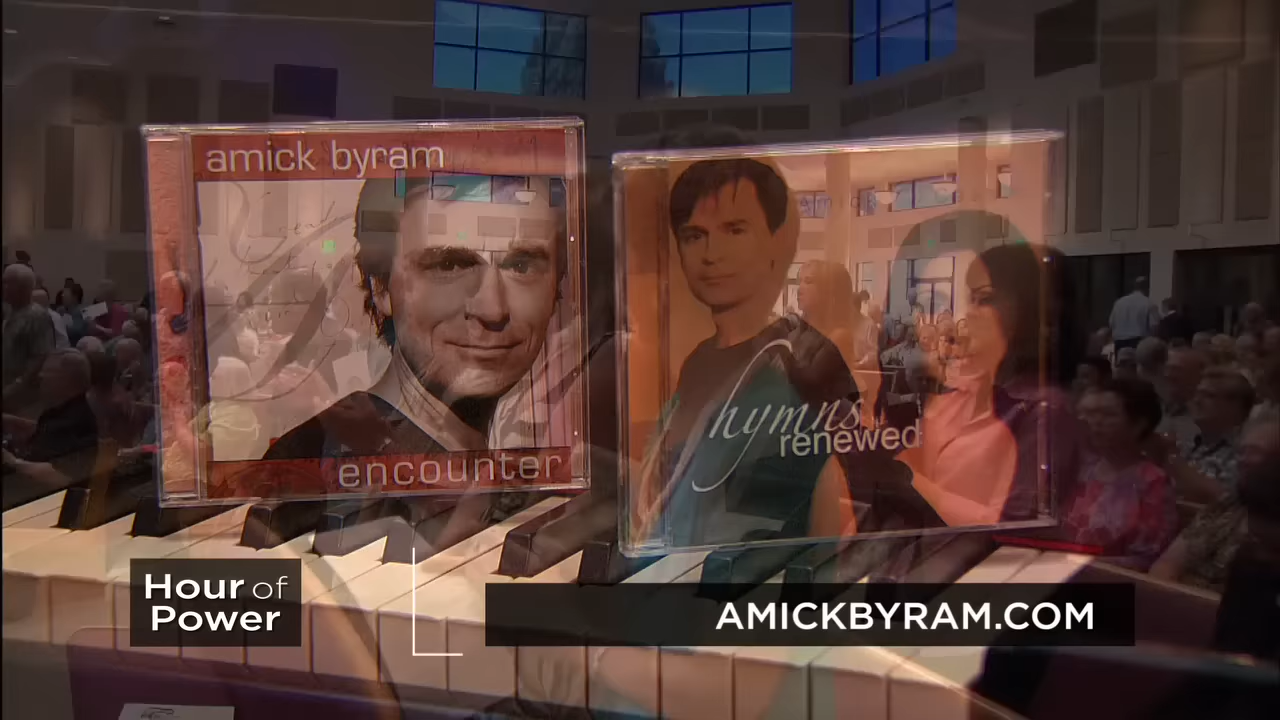 amick byram
encounter
hymns
renewed
Hour of
Power
AMICKBYRAM.COM